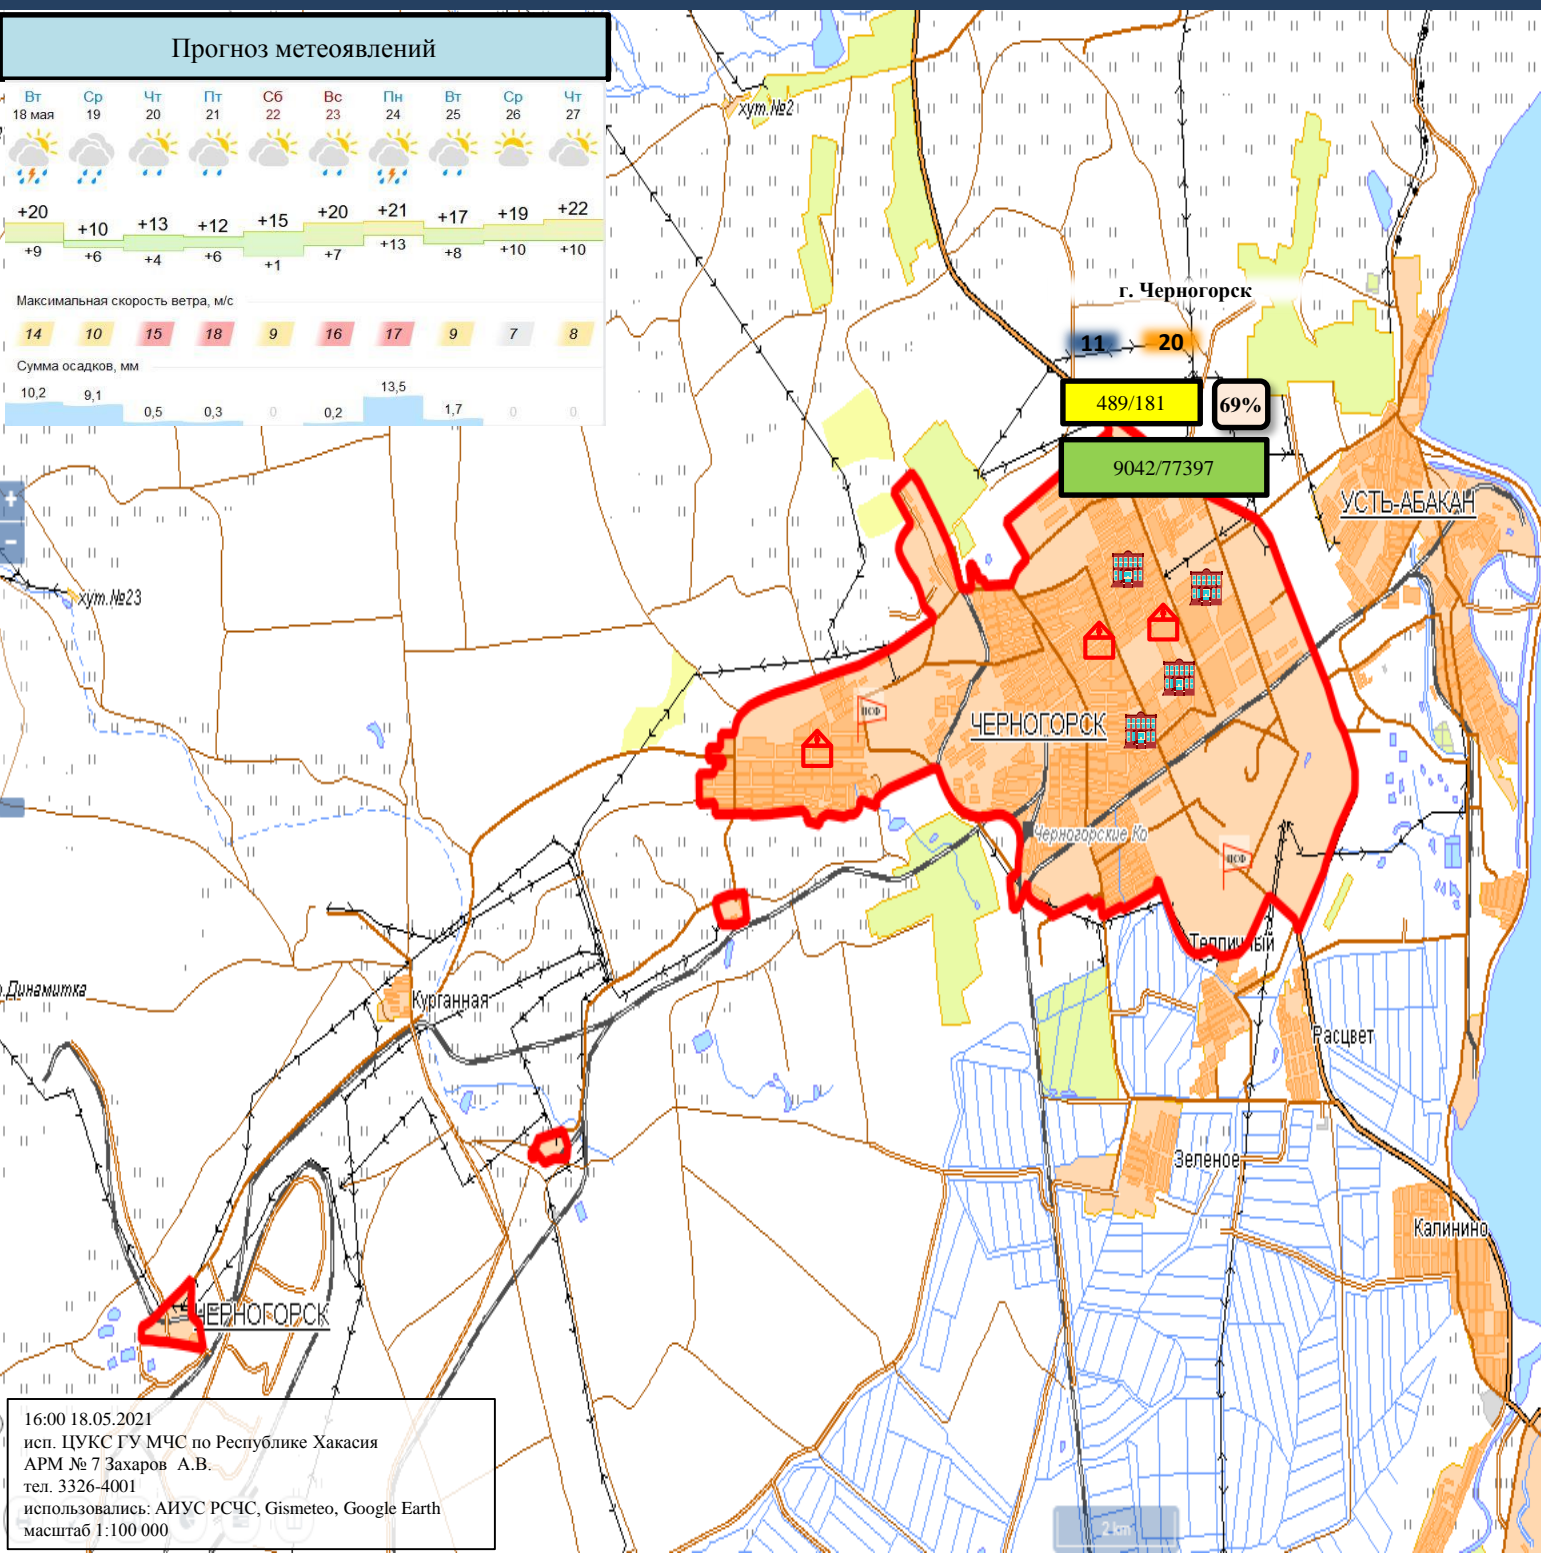 Прогноз метеоявлений
Вт Ср Чт Пт Сб Вс Пн Вт Ср Чт
18 мая 19 20 21 22 23 24 25 26 27
+20 +10 +13 +12 +15 +20 +21 +17 +19 +22
+9 +6 +4 +6 +1 +7 +13 +8 +10 +10
Максимальная скорость ветра, м/с
14 10 15 18 9 16 17 9 7 8
Сумма осадков, мм
10,2 9,1 0,5 0,3 0 0,2 13,5 1,7 0 0
хут.№2
г. Черногорск
11 20
489/181 69%
9042/77397
УСТЬ-АБАКАН
+
-
хут.№23
ПСФ
ЧЕРНОГОРСК
Черногорские Ко
ПСФ
Тепличный
Динамитка
Курганная
Расцвет
Зеленое
Калинино
ЧЕРНОГОРСК
16:00 18.05.2021
исп. ЦУКС ГУ МЧС по Республике Хакасия
АРМ № 7 Захаров А.В.
тел. 3326-4001
использовались: АИУС РСЧС, Gismeteo, Google Earth
масштаб 1:100 000
2 km